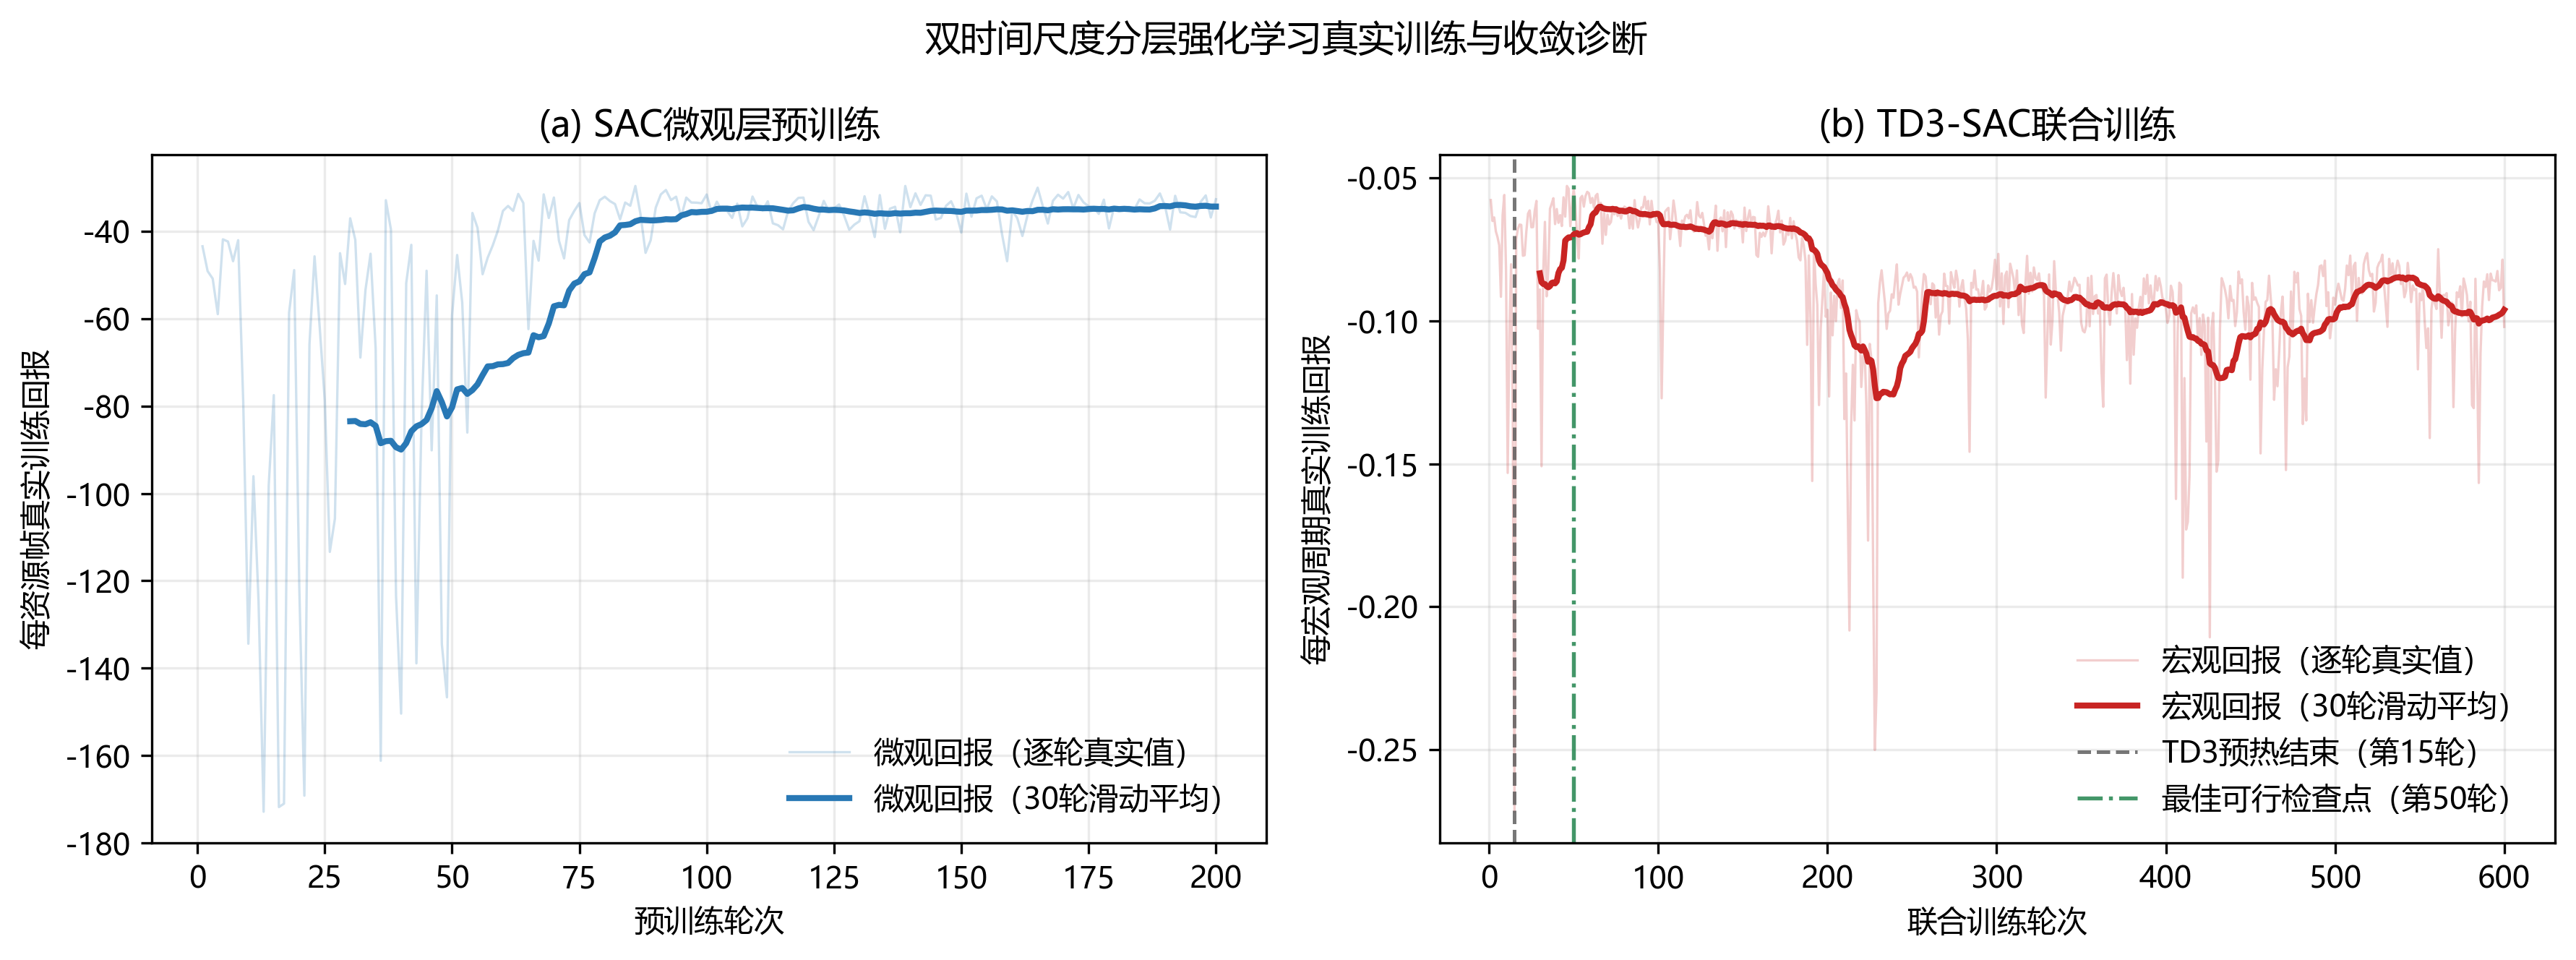 双时间尺度分层强化学习真实训练与收敛诊断
(a) SAC微观层预训练
每资源帧真实训练回报
-40
-60
-80
-100
-120
-140
-160
-180
0 25 50 75 100 125 150 175 200
预训练轮次
微观回报（逐轮真实值）
微观回报（30轮滑动平均）
(b) TD3-SAC联合训练
每宏观周期真实训练回报
-0.05
-0.10
-0.15
-0.20
-0.25
0 100 200 300 400 500 600
联合训练轮次
宏观回报（逐轮真实值）
宏观回报（30轮滑动平均）
TD3预热结束（第15轮）
最佳可行检查点（第50轮）